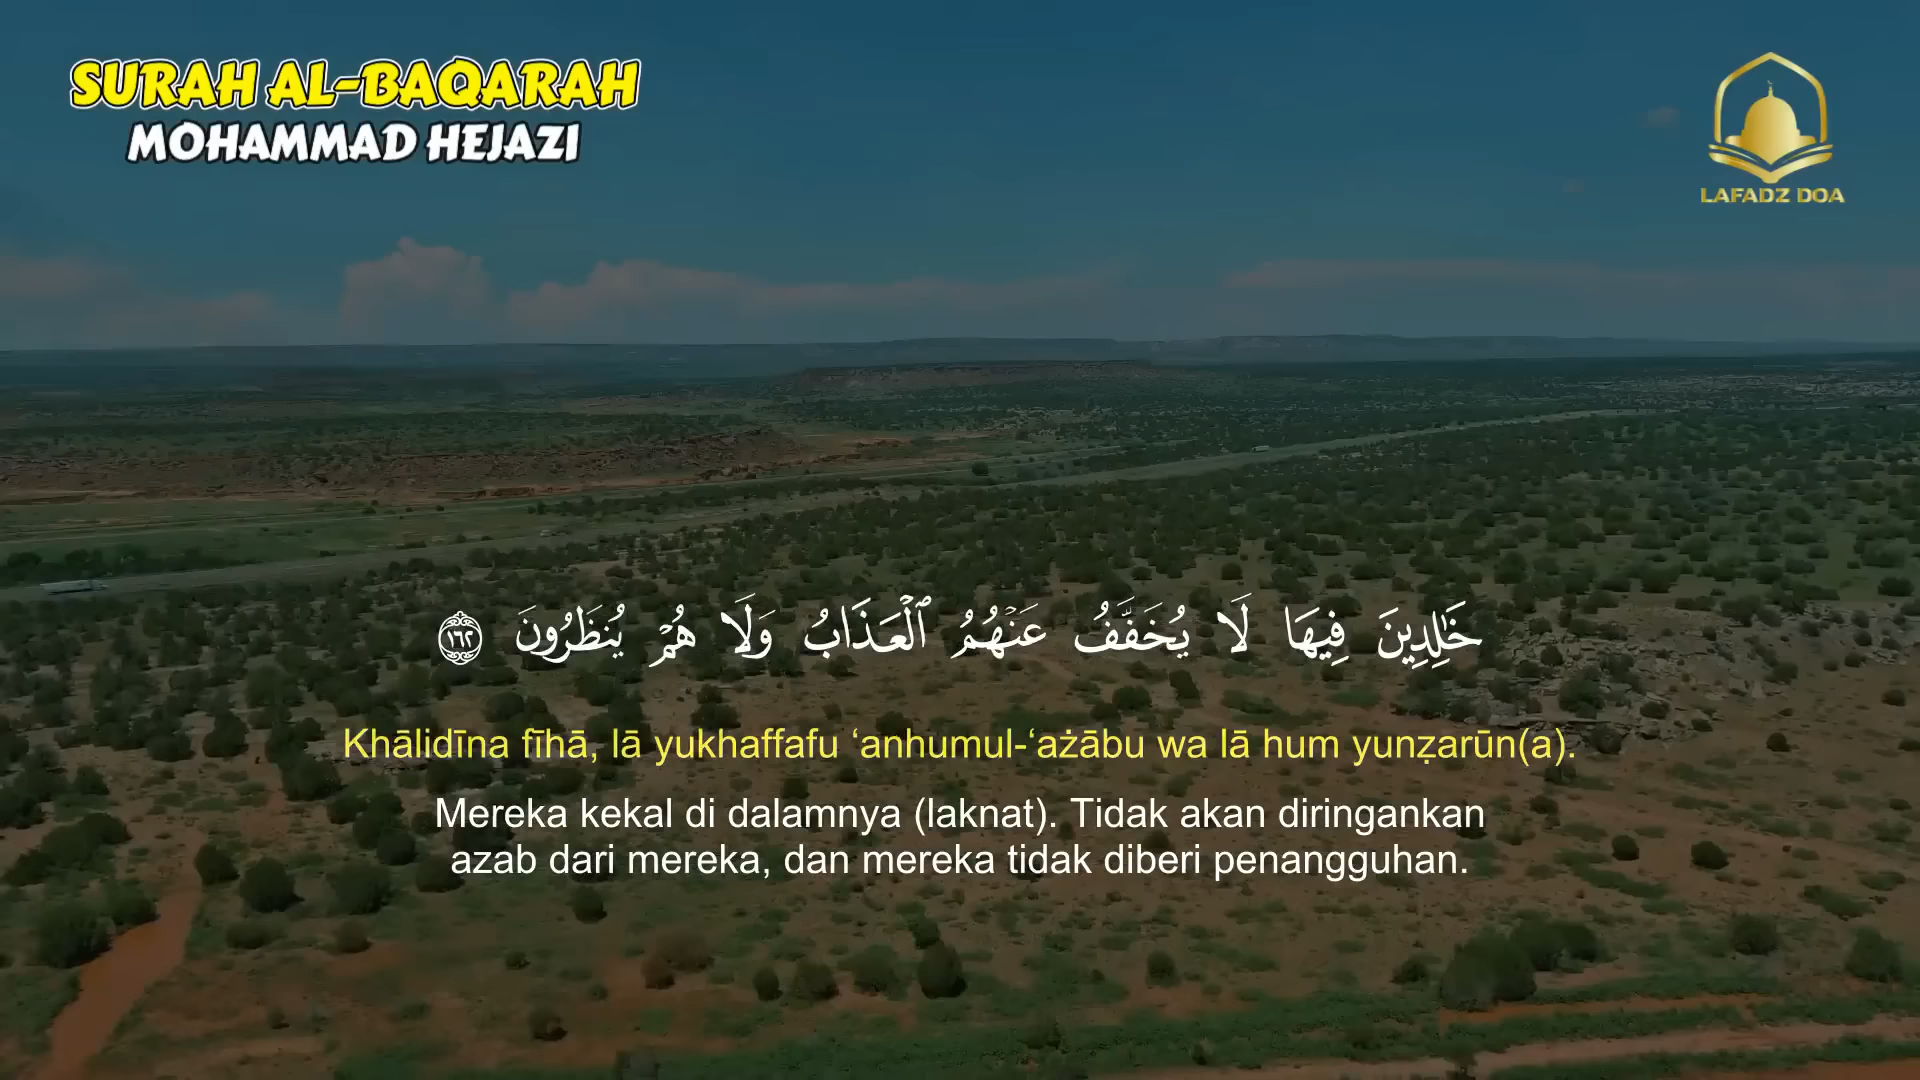 SURAH AL-BAQARAH
MOHAMMAD HEJAZI
LAFADZ DOA
خَٰلِدِينَ فِيهَا لَا يُخَفَّفُ عَنْهُمُ ٱلْعَذَابُ وَلَا هُمْ يُنظَرُونَ ١٦٢
Khālidīna fīhā, lā yukhaffafu ‘anhumul-‘ażābu wa lā hum yunẓarūn(a).
Mereka kekal di dalamnya (laknat). Tidak akan diringankan
azab dari mereka, dan mereka tidak diberi penangguhan.